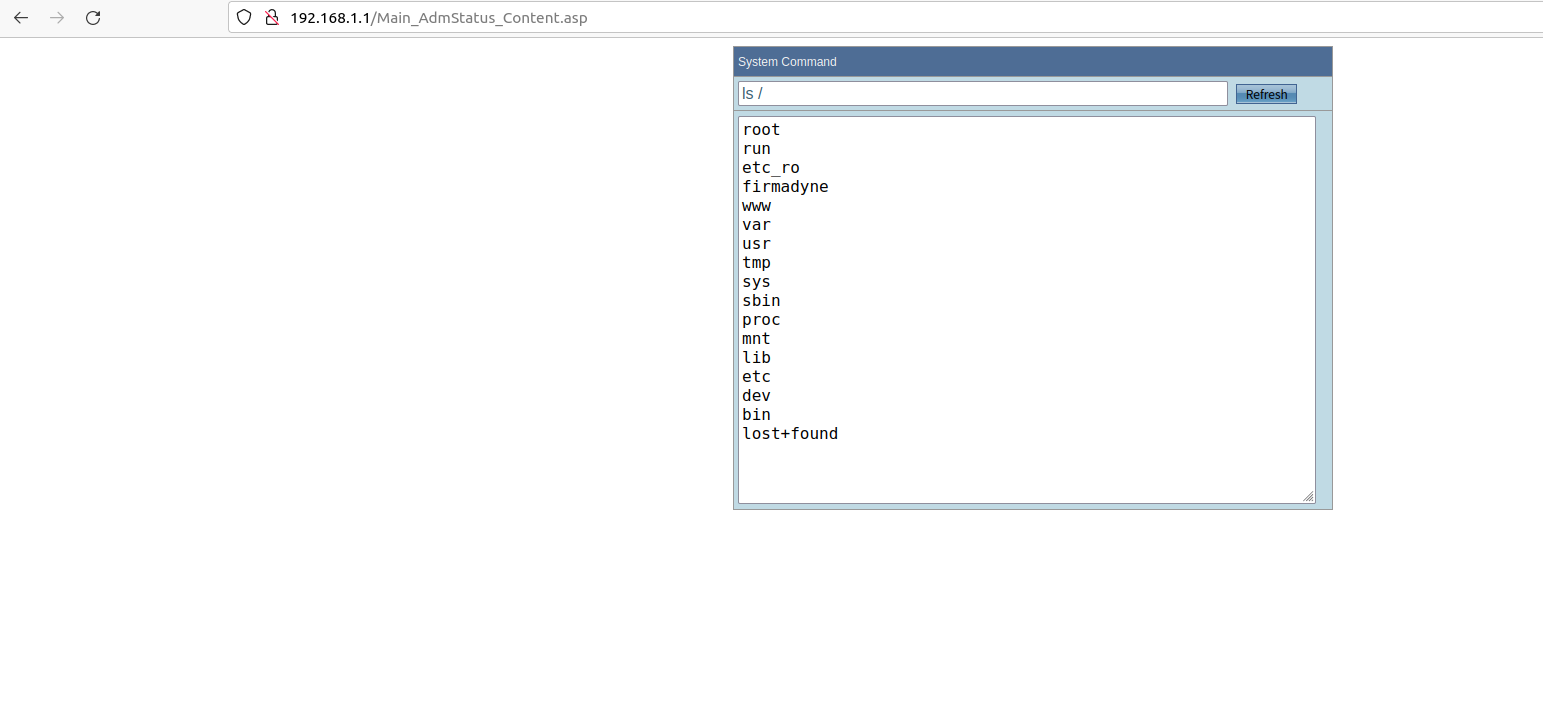 192.168.1.1/Main_AdmStatus_Content.asp
System Command
ls /
Refresh
root
run
etc_ro
firmadyne
www
var
usr
tmp
sys
sbin
proc
mnt
lib
etc
dev
bin
lost+found